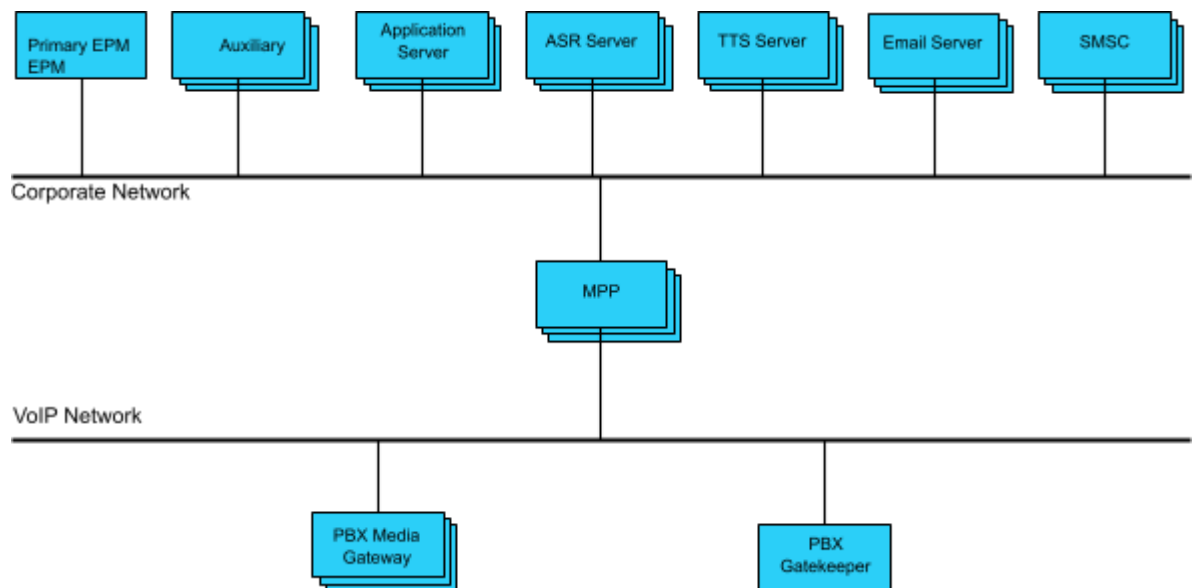 Primary EPM
EPM
Auxiliary
Application
Server
ASR Server
TTS Server
Email Server
SMSC
Corporate Network
MPP
VoIP Network
PBX Media
Gateway
PBX
Gatekeeper